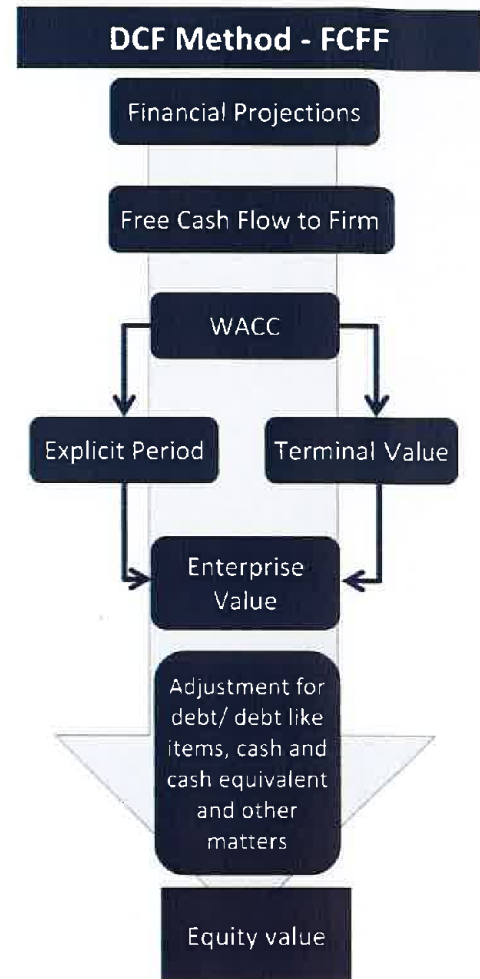 DCF Method - FCFF
Financial Projections
Free Cash Flow to Firm
WACC
Explicit Period
Terminal Value
Enterprise
Value
Adjustment for
debt/ debt like
items, cash and
cash equivalent
and other
matters
Equity value